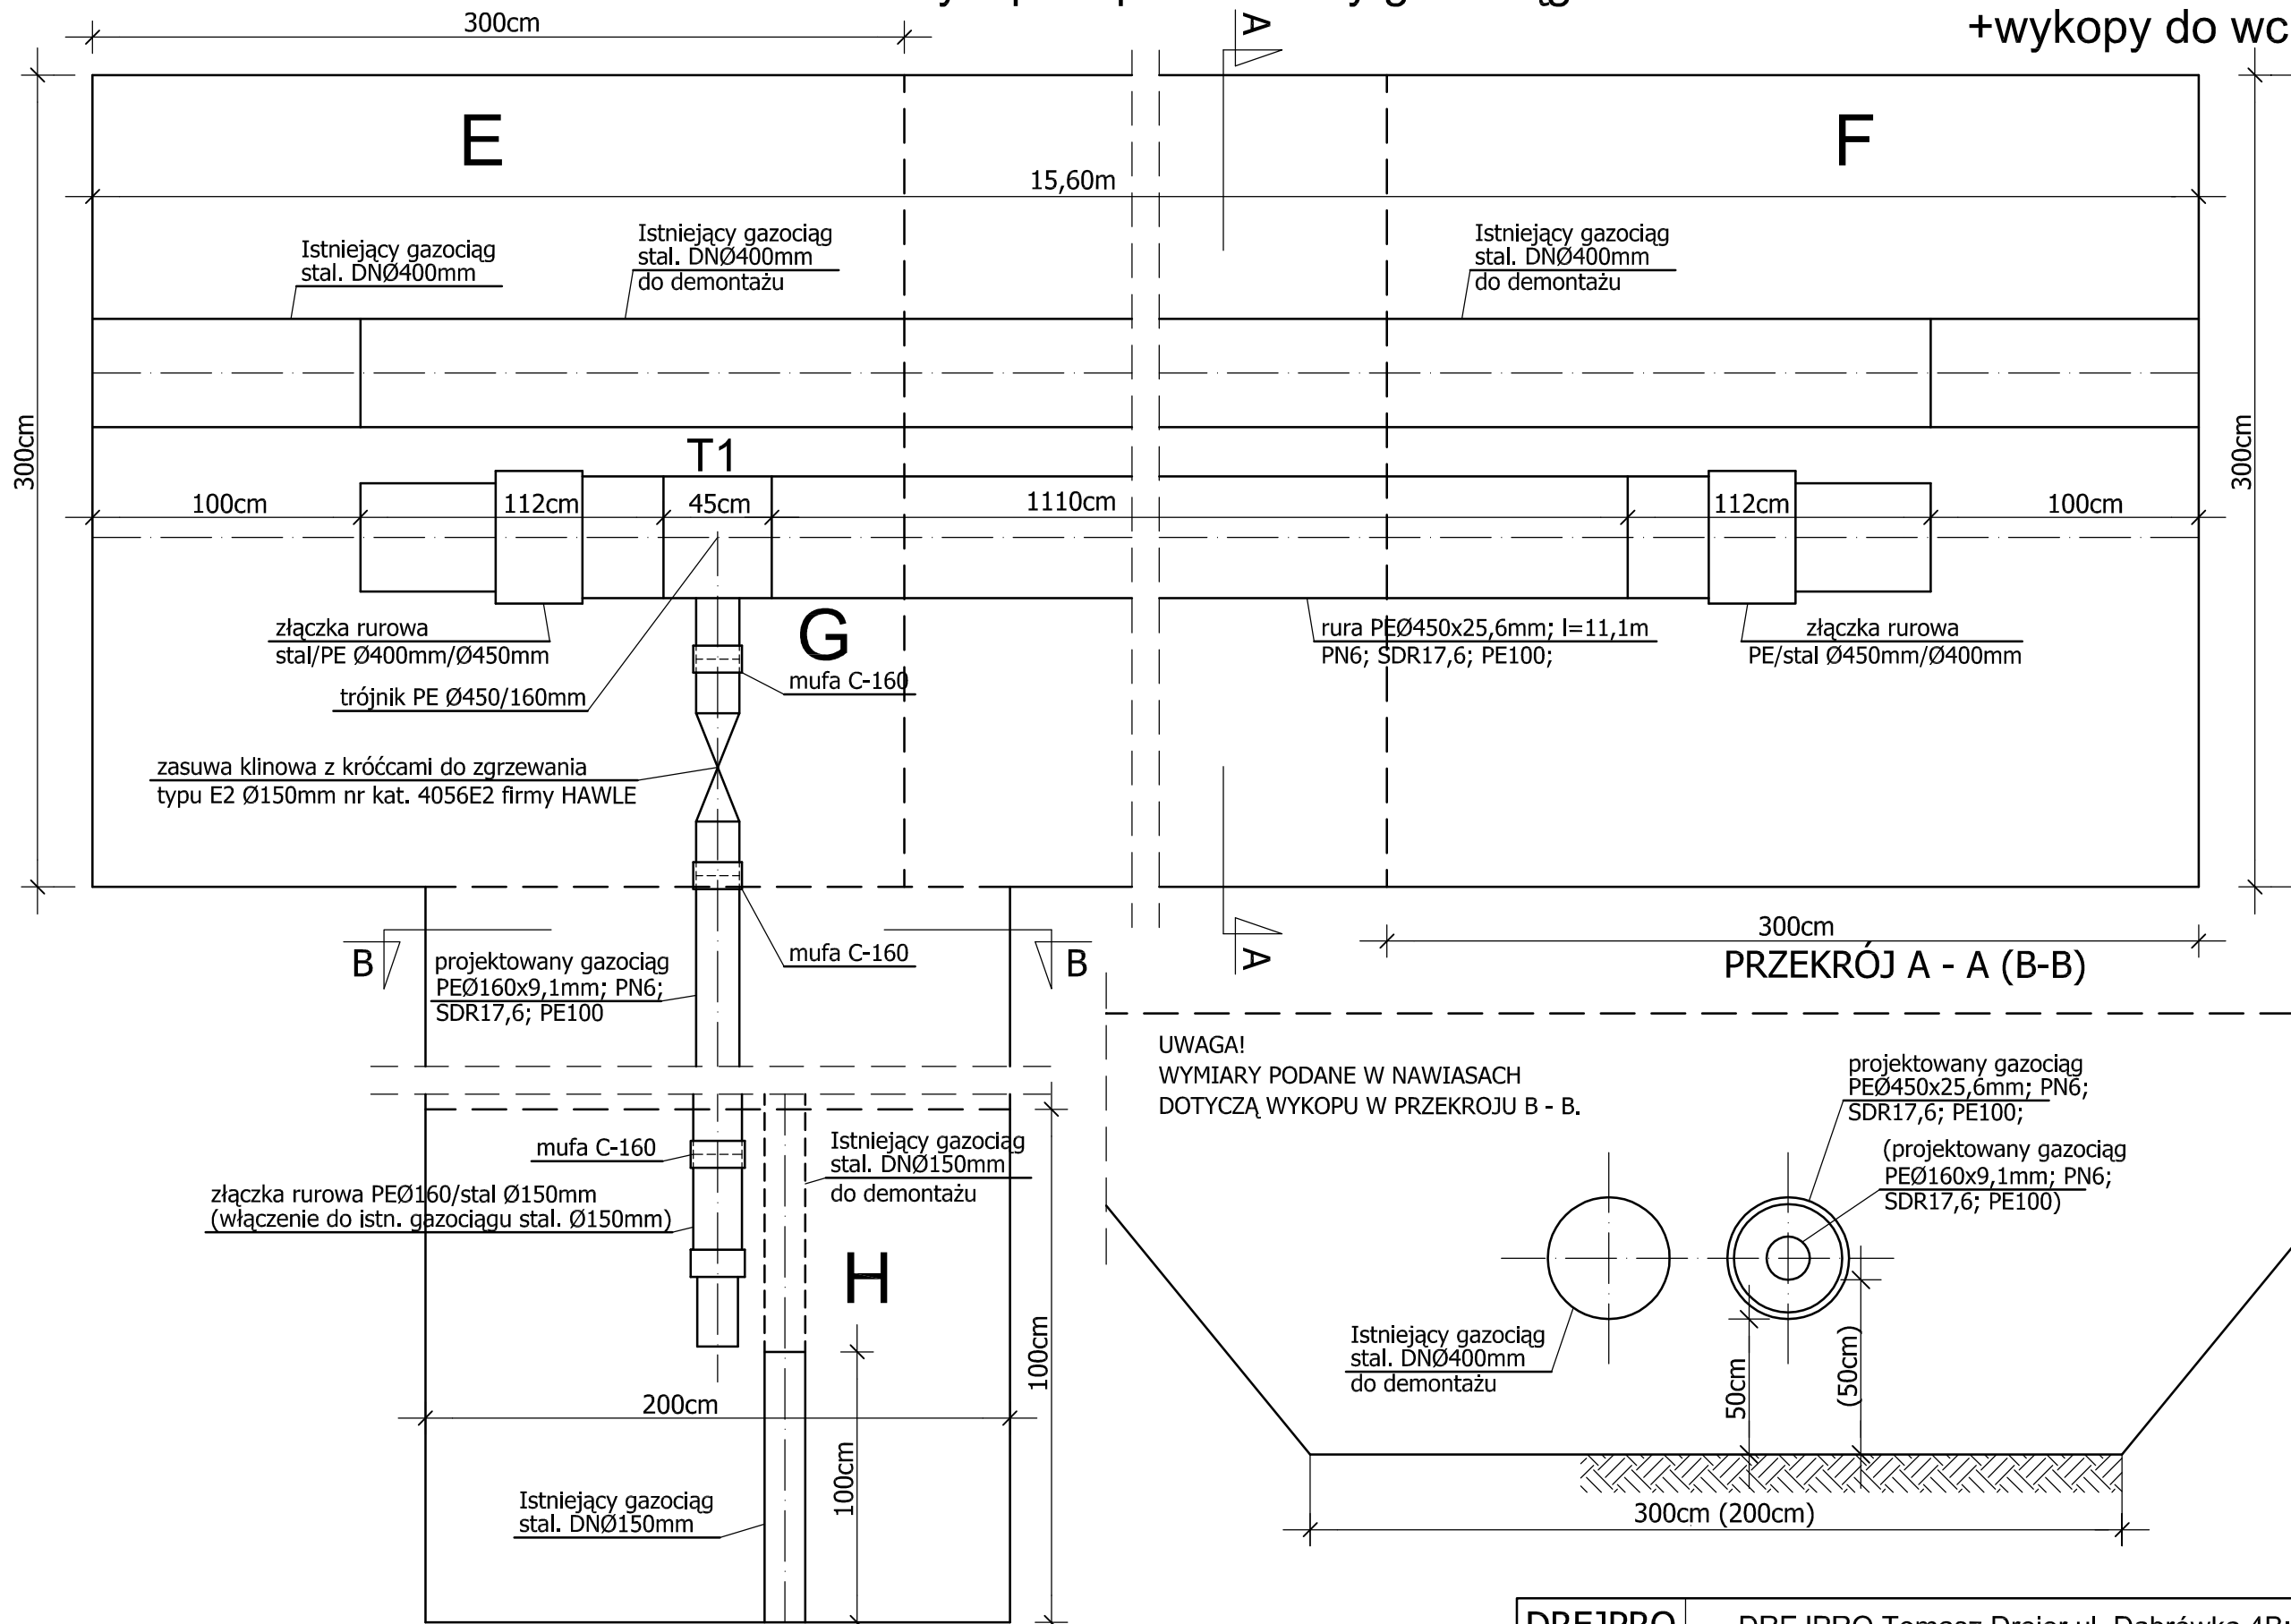 300cm
A
+wykopy do wc
E
F
15,60m
Istniejący gazociąg
stal. DNØ400mm
Istniejący gazociąg
stal. DNØ400mm
do demontażu
Istniejący gazociąg
stal. DNØ400mm
do demontażu
300cm
300cm
T1
100cm
112cm
45cm
1110cm
112cm
100cm
złączka rurowa
stal/PE Ø400mm/Ø450mm
G
mufa C-160
rura PEØ450x25,6mm; l=11,1m
PN6; SDR17,6; PE100;
złączka rurowa
PE/stal Ø450mm/Ø400mm
trójnik PE Ø450/160mm
zasuwa klinowa z króćcami do zgrzewania
typu E2 Ø150mm nr kat. 4056E2 firmy HAWLE
300cm
B
B
A
mufa C-160
PRZEKRÓJ A - A (B-B)
projektowany gazociąg
PEØ160x9,1mm; PN6;
SDR17,6; PE100
UWAGA!
WYMIARY PODANE W NAWIASACH
DOTYCZĄ WYKOPU W PRZEKROJU B - B.
projektowany gazociąg
PEØ450x25,6mm; PN6;
SDR17,6; PE100;
(projektowany gazociąg
PEØ160x9,1mm; PN6;
SDR17,6; PE100)
mufa C-160
Istniejący gazociąg
stal. DNØ150mm
do demontażu
złączka rurowa PEØ160/stal Ø150mm
(włączenie do istn. gazociągu stal. Ø150mm)
H
Istniejący gazociąg
stal. DNØ400mm
do demontażu
100cm
50cm
(50cm)
200cm
100cm
Istniejący gazociąg
stal. DNØ150mm
300cm (200cm)
DREJPRO
DREJPRO Tomasz Drejer ul. Dąbrówka 4B;